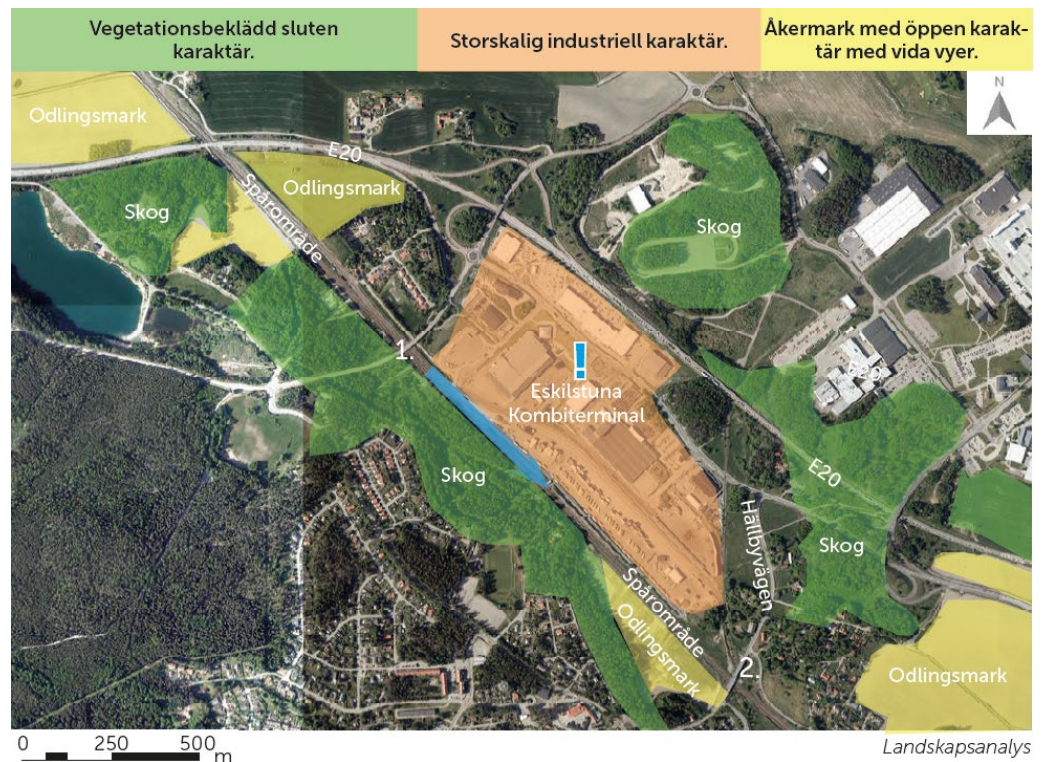 Vegetationsbeklädd sluten
karaktär.
Storskalig industriell karaktär.
Åkermark med öppen karak-
tär med vida vyer.
N
Odlingsmark
E20
Odlingsmark
Spårområde
Skog
Skog
1.
Eskilstuna
Kombiterminal
E20
Skog
E20
Hällbyvägen
Skog
Spårområde
Odlingsmark
2.
Odlingsmark
0 250 500 m
Landskapsanalys